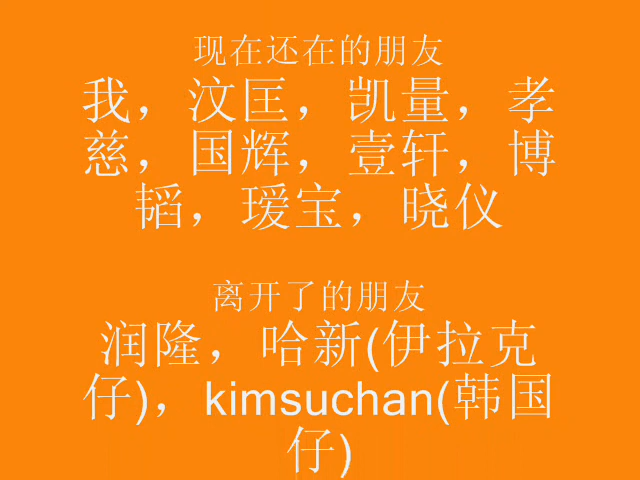 现在还在的朋友
我，汶匡，凯量，孝
慈，国辉，壹轩，博
韬，瑷宝，晓仪
离开了的朋友
润隆，哈新(伊拉克
仔)，kimsuchan(韩国
仔)